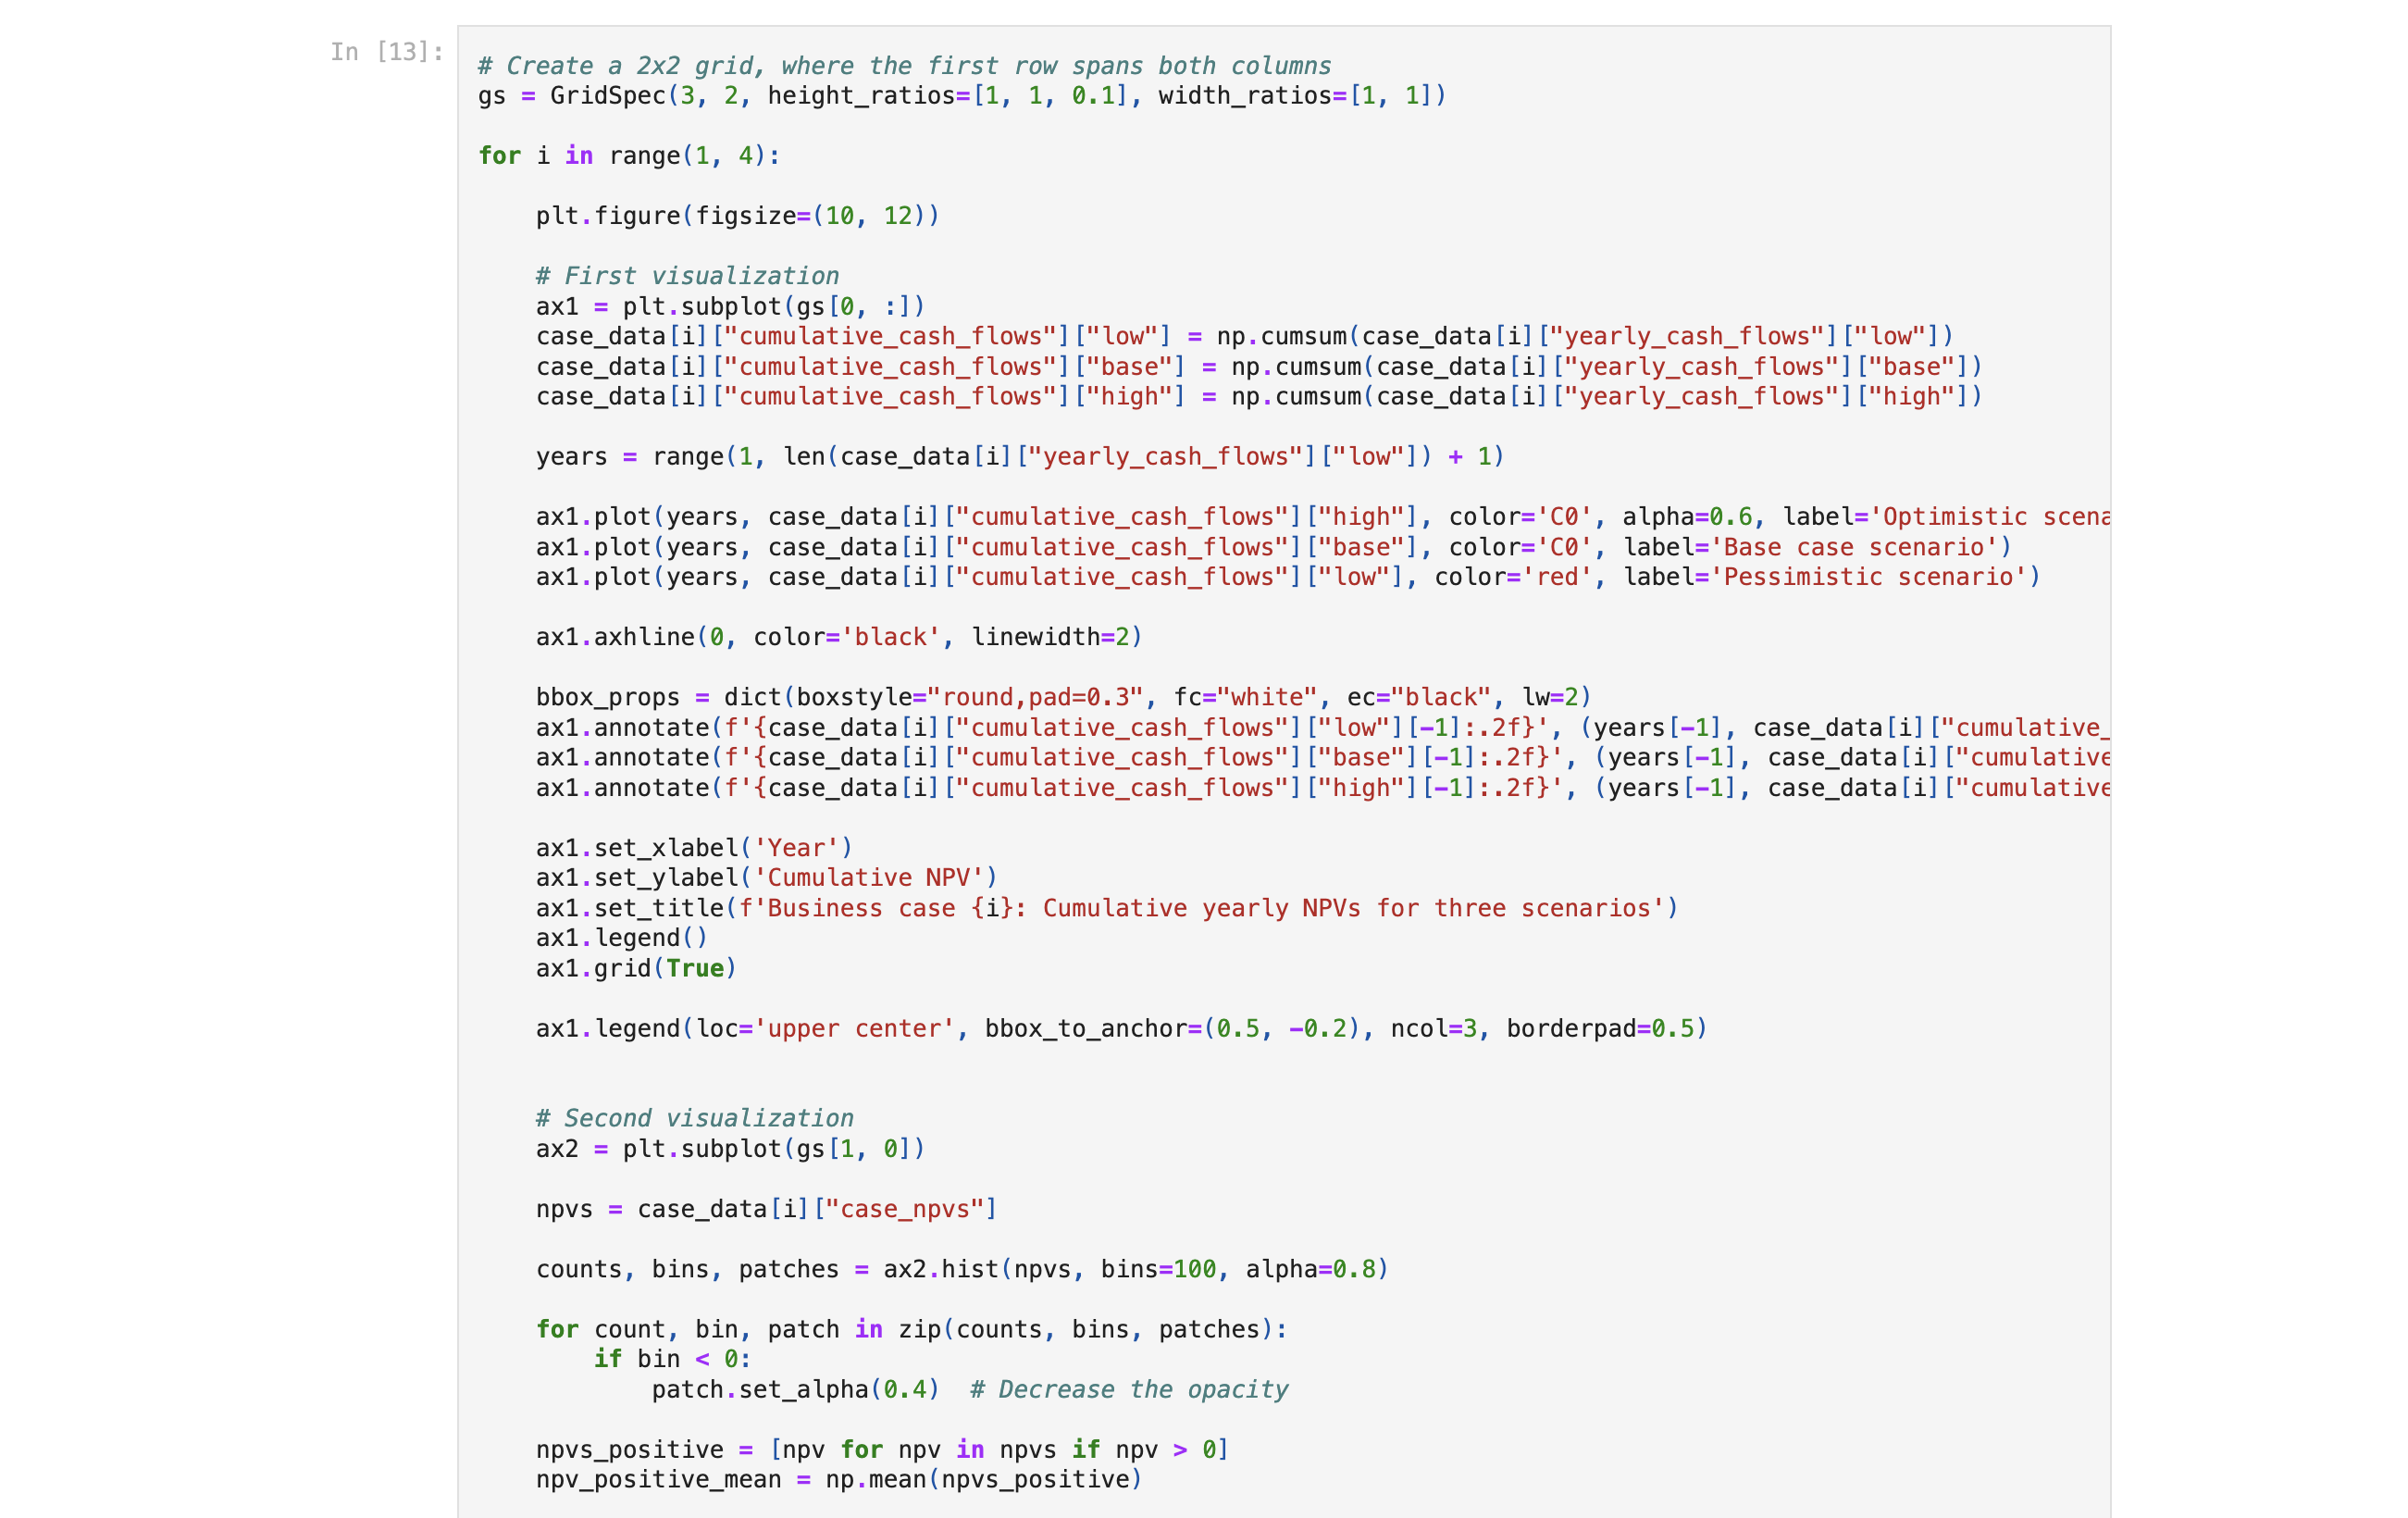 In [13]:
# Create a 2x2 grid, where the first row spans both columns
gs = GridSpec(3, 2, height_ratios=[1, 1, 0.1], width_ratios=[1, 1])
for i in range(1, 4):
    plt.figure(figsize=(10, 12))
    # First visualization
    ax1 = plt.subplot(gs[0, :])
    case_data[i]["cumulative_cash_flows"]["low"] = np.cumsum(case_data[i]["yearly_cash_flows"]["low"])
    case_data[i]["cumulative_cash_flows"]["base"] = np.cumsum(case_data[i]["yearly_cash_flows"]["base"])
    case_data[i]["cumulative_cash_flows"]["high"] = np.cumsum(case_data[i]["yearly_cash_flows"]["high"])
    years = range(1, len(case_data[i]["yearly_cash_flows"]["low"]) + 1)
    ax1.plot(years, case_data[i]["cumulative_cash_flows"]["high"], color='C0', alpha=0.6, label='Optimistic scena
    ax1.plot(years, case_data[i]["cumulative_cash_flows"]["base"], color='C0', label='Base case scenario')
    ax1.plot(years, case_data[i]["cumulative_cash_flows"]["low"], color='red', label='Pessimistic scenario')
    ax1.axhline(0, color='black', linewidth=2)
    bbox_props = dict(boxstyle="round,pad=0.3", fc="white", ec="black", lw=2)
    ax1.annotate(f'{case_data[i]["cumulative_cash_flows"]["low"][-1]:.2f}', (years[-1], case_data[i]["cumulative_
    ax1.annotate(f'{case_data[i]["cumulative_cash_flows"]["base"][-1]:.2f}', (years[-1], case_data[i]["cumulative
    ax1.annotate(f'{case_data[i]["cumulative_cash_flows"]["high"][-1]:.2f}', (years[-1], case_data[i]["cumulative
    ax1.set_xlabel('Year')
    ax1.set_ylabel('Cumulative NPV')
    ax1.set_title(f'Business case {i}: Cumulative yearly NPVs for three scenarios')
    ax1.legend()
    ax1.grid(True)
    ax1.legend(loc='upper center', bbox_to_anchor=(0.5, -0.2), ncol=3, borderpad=0.5)
    # Second visualization
    ax2 = plt.subplot(gs[1, 0])
    npvs = case_data[i]["case_npvs"]
    counts, bins, patches = ax2.hist(npvs, bins=100, alpha=0.8)
    for count, bin, patch in zip(counts, bins, patches):
        if bin < 0:
            patch.set_alpha(0.4)  # Decrease the opacity
    npvs_positive = [npv for npv in npvs if npv > 0]
    npv_positive_mean = np.mean(npvs_positive)